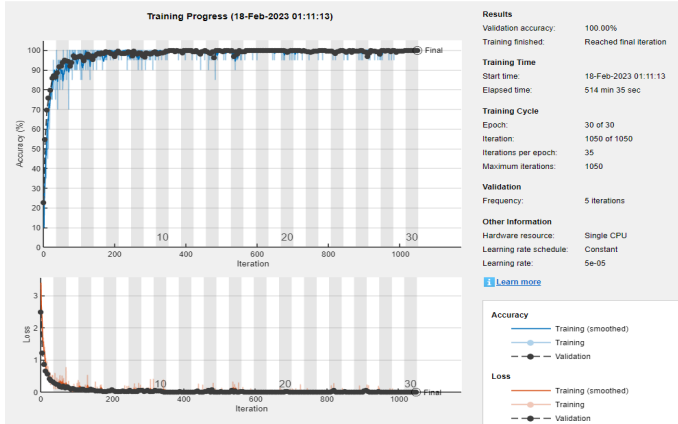 Training Progress (18-Feb-2023 01:11:13)
100
90
80
70
60
50
40
30
20
10
0
Accuracy (%)
Final
10
20
30
0
200
400
600
800
1000
Iteration
3
2
1
0
Loss
10
20
30
Final
0
200
400
600
800
1000
Iteration
Results
Validation accuracy: 100.00%
Training finished: Reached final iteration
Training Time
Start time: 18-Feb-2023 01:11:13
Elapsed time: 514 min 35 sec
Training Cycle
Epoch: 30 of 30
Iteration: 1050 of 1050
Iterations per epoch: 35
Maximum iterations: 1050
Validation
Frequency: 5 iterations
Other Information
Hardware resource: Single CPU
Learning rate schedule: Constant
Learning rate: 5e-05
i Learn more
Accuracy
Training (smoothed)
Training
Validation
Loss
Training (smoothed)
Training
Validation